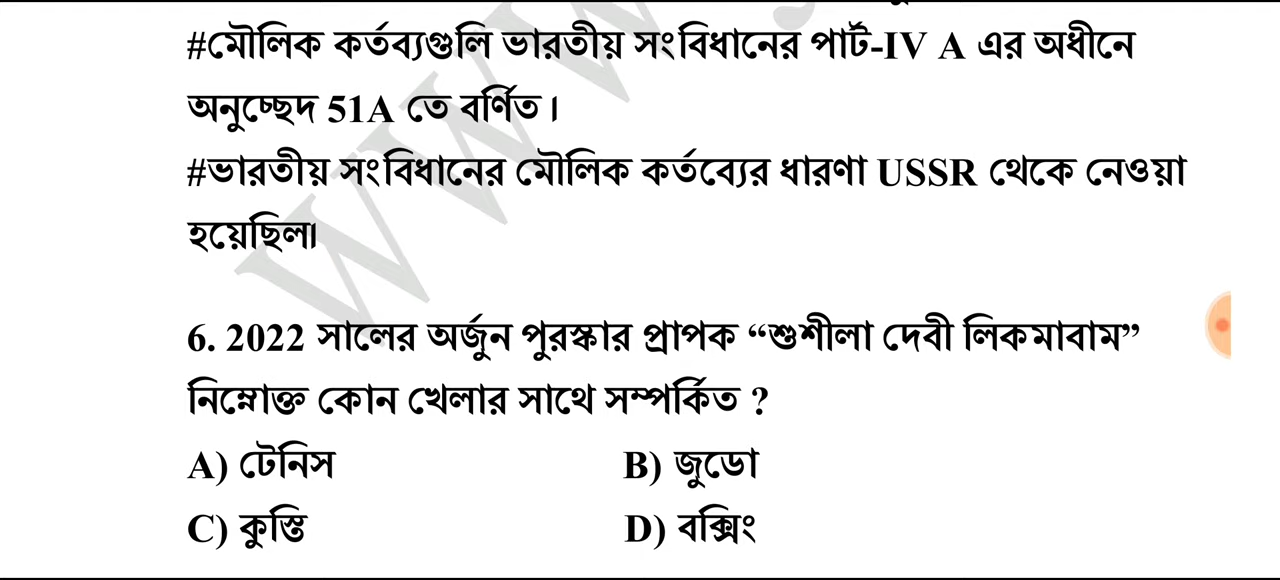 #মৌলিক কর্তব্যগুলি ভারতীয় সংবিধানের পার্ট-IV A এর অধীনে
অনুচ্ছেদ 51A তে বর্ণিত।
#ভারতীয় সংবিধানের মৌলিক কর্তব্যের ধারণা USSR থেকে নেওয়া
হয়েছিল৷
6. 2022 সালের অর্জুন পুরস্কার প্রাপক “শুশীলা দেবী লিকমাবাম”
নিম্নোক্ত কোন খেলার সাথে সম্পর্কিত ?
A) টেনিস B) জুডো
C) কুস্তি D) বক্সিং